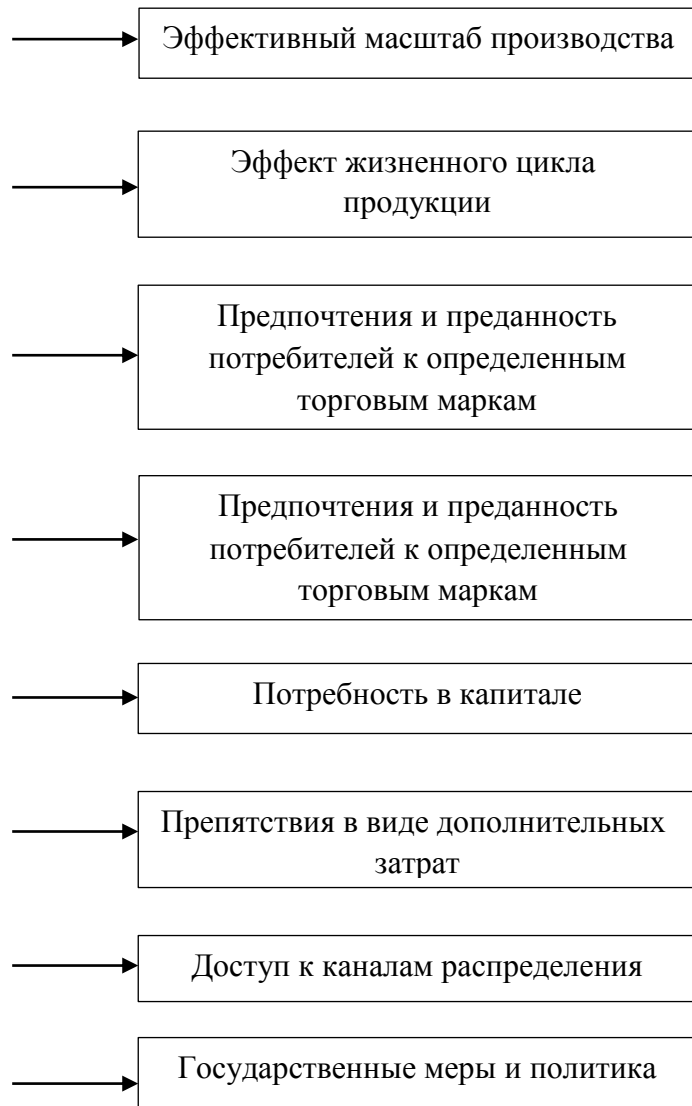 Эффективный масштаб производства
Эффект жизненного цикла
продукции
Предпочтения и преданность
потребителей к определенным
торговым маркам
Предпочтения и преданность
потребителей к определенным
торговым маркам
Потребность в капитале
Препятствия в виде дополнительных
затрат
Доступ к каналам распределения
Государственные меры и политика